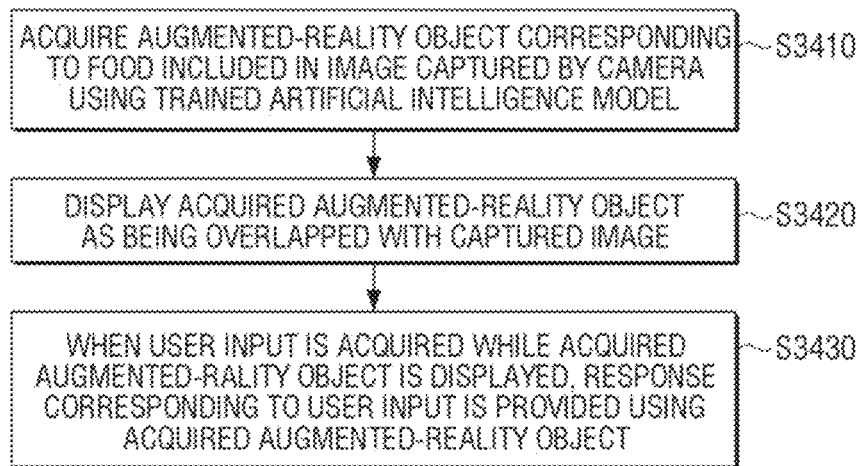 ACQUIRE AUGMENTED-REALITY OBJECT CORRESPONDING
TO FOOD INCLUDED IN IMAGE CAPTURED BY CAMERA
USING TRAINED ARTIFICIAL INTELLIGENCE MODEL
S3410
DISPLAY ACQUIRED AUGMENTED-REALITY OBJECT
AS BEING OVERLAPPED WITH CAPTURED IMAGE
S3420
WHEN USER INPUT IS ACQUIRED WHILE ACQUIRED
AUGMENTED-RALITY OBJECT IS DISPLAYED, RESPONSE
CORRESPONDING TO USER INPUT IS PROVIDED USING
ACQUIRED AUGMENTED-REALITY OBJECT
S3430